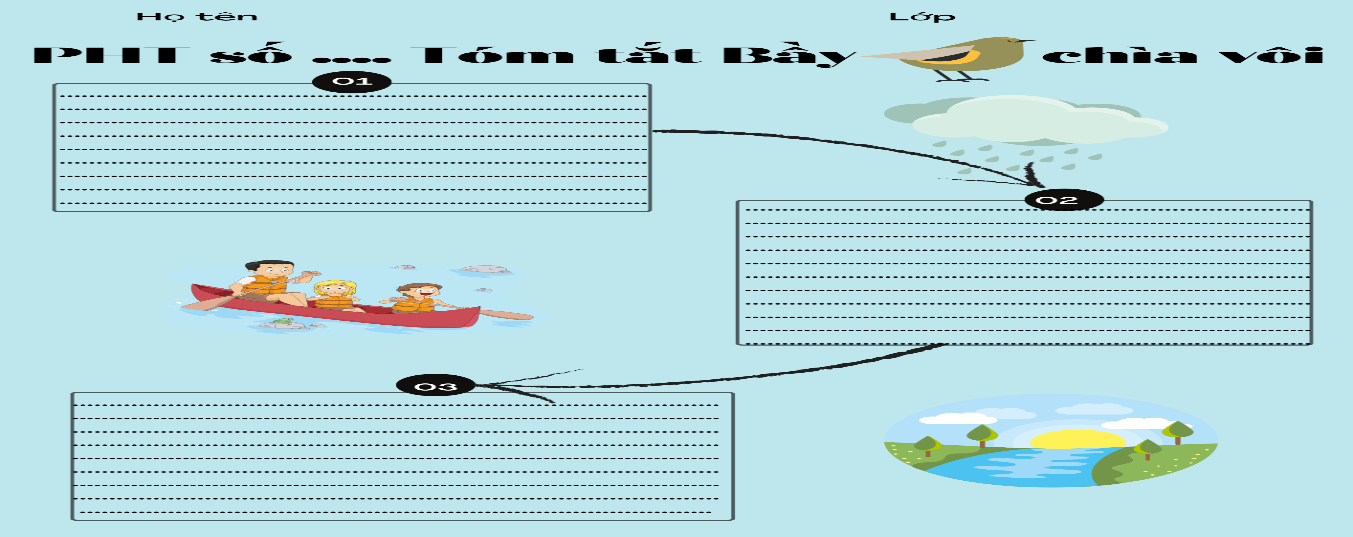 Họ tên Lớp
PHT số .... Tóm tắt Bầy chìa vôi
01
02
03